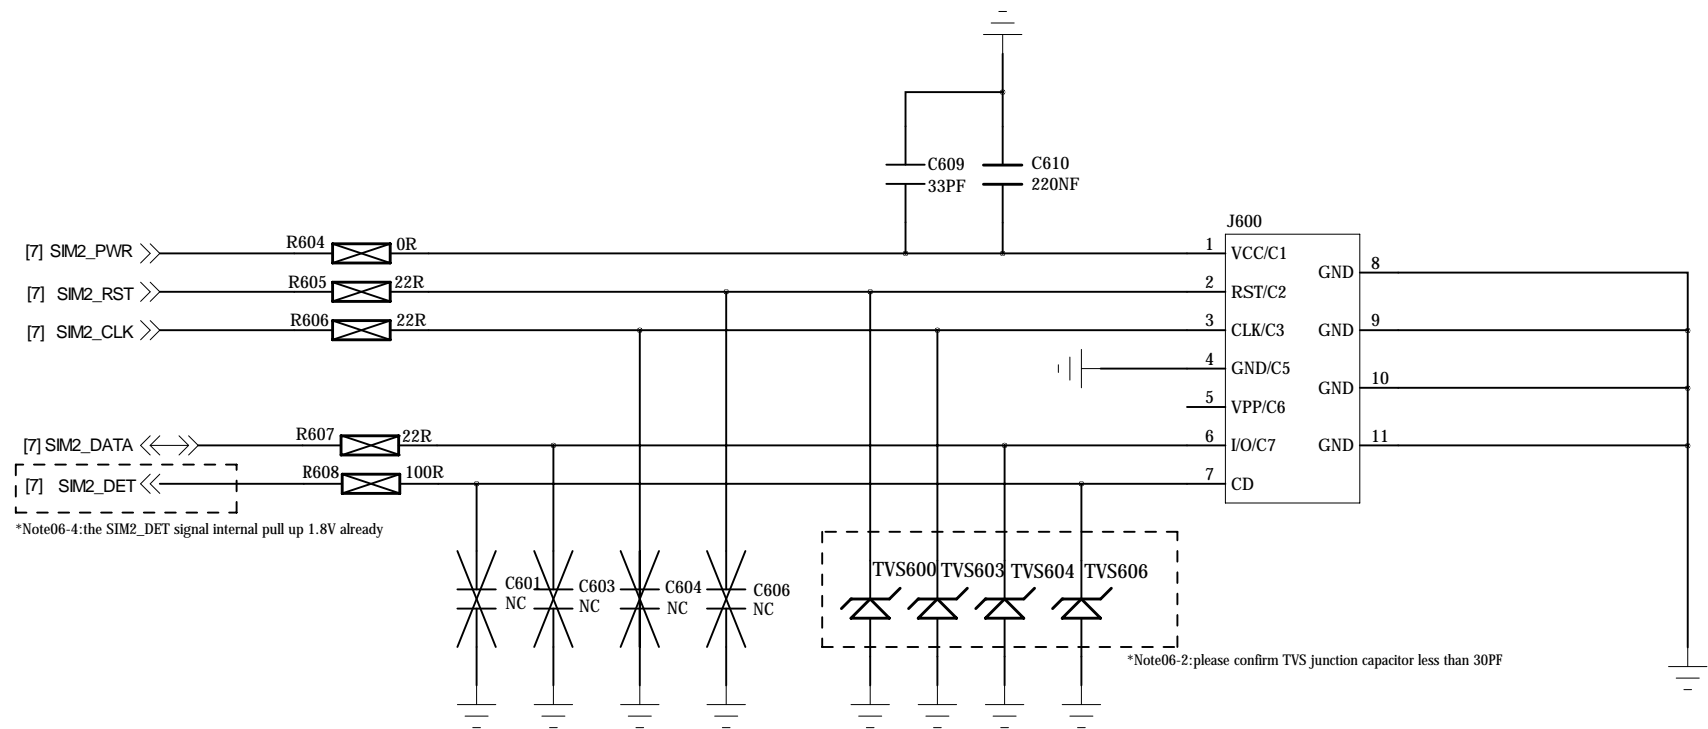 C609
33PF
C610
220NF
J600
[7] SIM2_PWR
R604
0R
1
VCC/C1
GND
8
[7] SIM2_RST
R605
22R
2
RST/C2
[7] SIM2_CLK
R606
22R
3
CLK/C3
GND
9
4
GND/C5
GND
10
5
VPP/C6
[7] SIM2_DATA
R607
22R
6
I/O/C7
GND
11
[7] SIM2_DET
R608
100R
7
CD
*Note06-4:the SIM2_DET signal internal pull up 1.8V already
C601
NC
C603
NC
C604
NC
C606
NC
TVS600
TVS603
TVS604
TVS606
*Note06-2:please confirm TVS junction capacitor less than 30PF